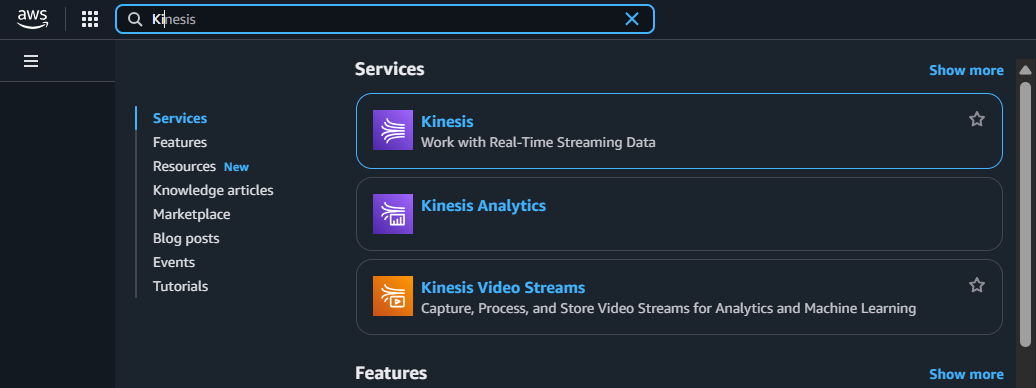 aws
Kinesis
Services
Features
Resources New
Knowledge articles
Marketplace
Blog posts
Events
Tutorials
Services Show more
Kinesis
Work with Real-Time Streaming Data
Kinesis Analytics
Kinesis Video Streams
Capture, Process, and Store Video Streams for Analytics and Machine Learning
Features Show more